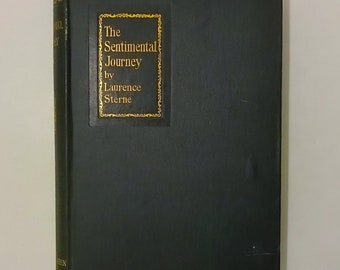 The
Sentimental
Journey
by
Laurence
Sterne